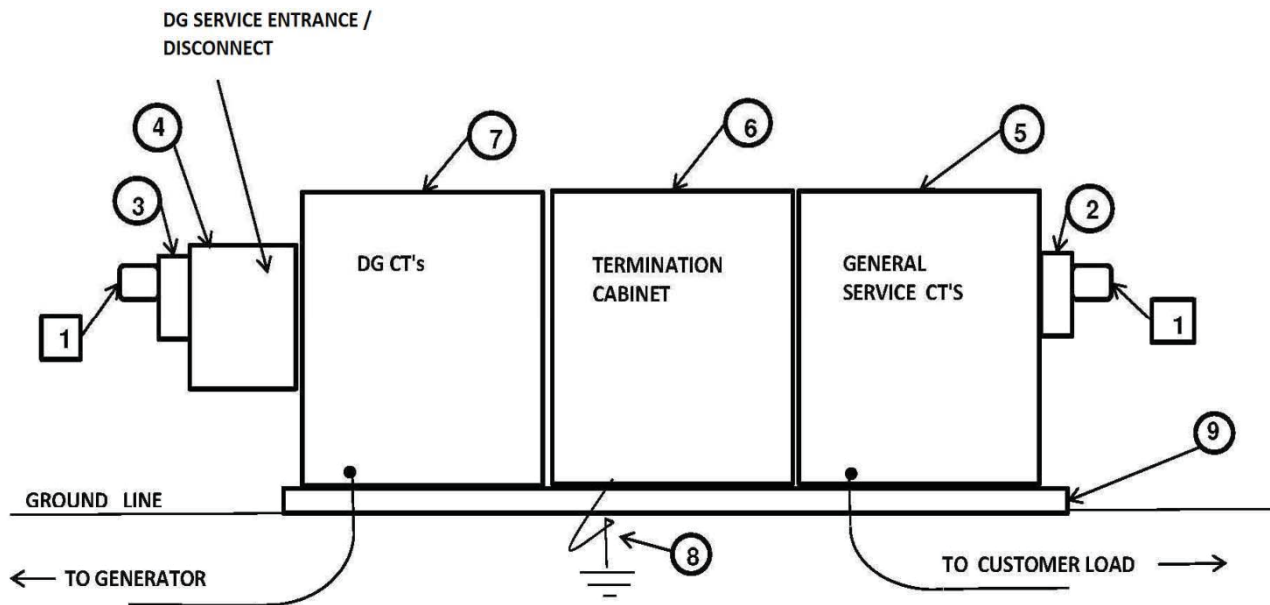 DG SERVICE ENTRANCE /
DISCONNECT
4
7
6
5
3
2
DG CT's
TERMINATION
CABINET
GENERAL
SERVICE CT'S
1
1
9
GROUND LINE
8
TO GENERATOR
TO CUSTOMER LOAD